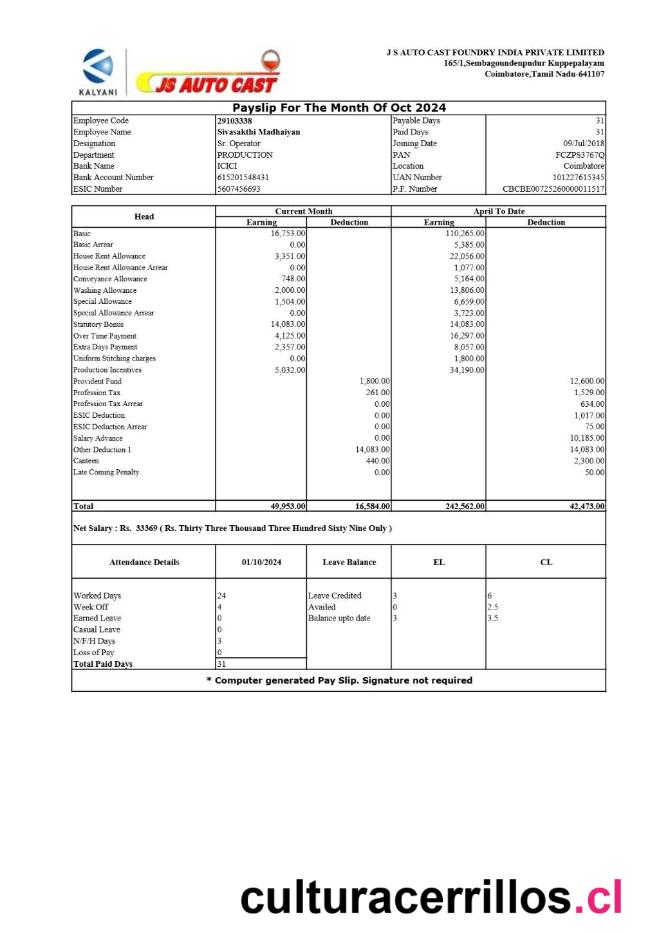 KALYANI
JS AUTO CAST
J S AUTO CAST FOUNDRY INDIA PRIVATE LIMITED
165/1,Sembagoundenpudur Kuppepalayam
Coimbatore,Tamil Nadu-641107
Payslip For The Month Of Oct 2024
Employee Code 29103338 Payable Days 31
Employee Name Sivasakthi Madhaiyan Paid Days 31
Designation Sr. Operator Joining Date 09/Jul/2018
Department PRODUCTION PAN FCZPS3767Q
Bank Name ICICI Location Coimbatore
Bank Account Number 615201548431 UAN Number 101227615345
ESIC Number 5607456693 P.F. Number CBCBE00725260000011517
Head Current Month April To Date
Earning Deduction Earning Deduction
Basic 16,753.00 110,265.00
Basic Arrear 0.00 5,385.00
House Rent Allowance 3,351.00 22,056.00
House Rent Allowance Arrear 0.00 1,077.00
Conveyance Allowance 748.00 5,164.00
Washing Allowance 2,000.00 13,806.00
Special Allowance 1,504.00 6,659.00
Special Allowance Arrear 0.00 3,723.00
Statutory Bonus 14,083.00 14,083.00
Over Time Payment 4,125.00 16,297.00
Extra Days Payment 2,357.00 8,057.00
Uniform Stitching charges 0.00 1,800.00
Production Incentives 5,032.00 34,190.00
Provident Fund 1,800.00 12,600.00
Profession Tax 261.00 1,529.00
Profession Tax Arrear 0.00 634.00
ESIC Deduction 0.00 1,017.00
ESIC Deduction Arrear 0.00 75.00
Salary Advance 0.00 10,185.00
Other Deduction 1 14,083.00 14,083.00
Canteen 440.00 2,300.00
Late Coming Penalty 0.00 50.00
Total 49,953.00 16,584.00 242,562.00 42,473.00
Net Salary : Rs. 33369 ( Rs. Thirty Three Thousand Three Hundred Sixty Nine Only )
Attendance Details 01/10/2024 Leave Balance EL CL
Worked Days 24 Leave Credited 3 6
Week Off 4 Availed 0 2.5
Earned Leave 0 Balance upto date 3 3.5
Casual Leave 0
N/F/H Days 3
Loss of Pay 0
Total Paid Days 31
* Computer generated Pay Slip. Signature not required
culturacerrillos.cl